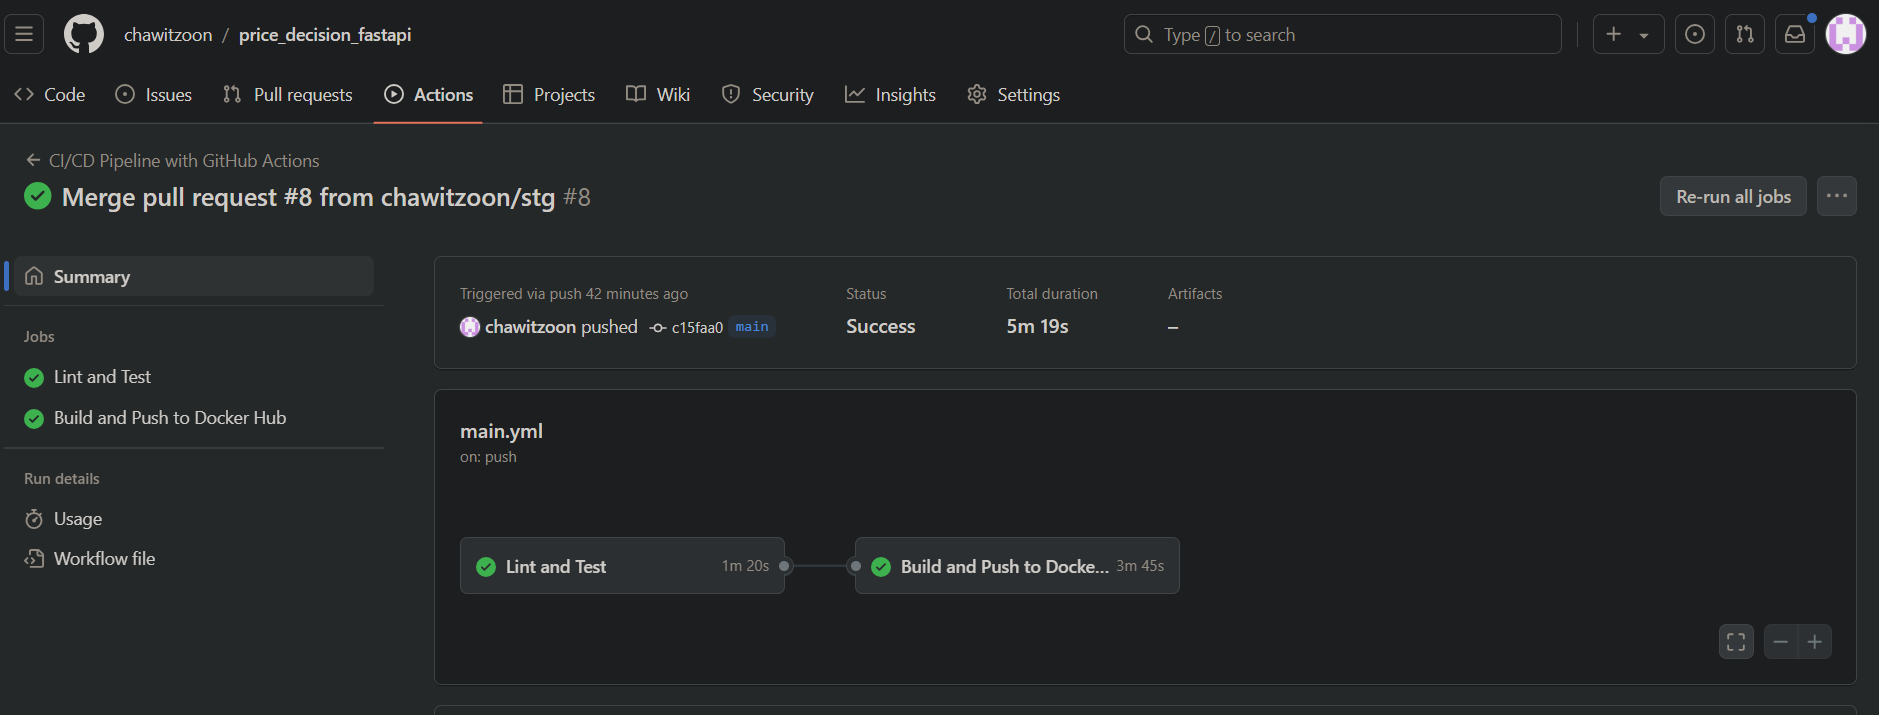 chawitzoon / price_decision_fastapi
Type / to search
Code
Issues
Pull requests
Actions
Projects
Wiki
Security
Insights
Settings
CI/CD Pipeline with GitHub Actions
Merge pull request #8 from chawitzoon/stg #8
Re-run all jobs
Summary
Jobs
Lint and Test
Build and Push to Docker Hub
Run details
Usage
Workflow file
Triggered via push 42 minutes ago
chawitzoon pushed c15faa0 main
Status
Success
Total duration
5m 19s
Artifacts
–
main.yml
on: push
Lint and Test 1m 20s
Build and Push to Docke... 3m 45s